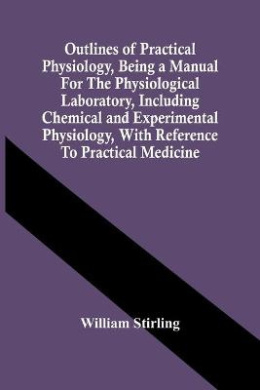 Outlines of Practical
Physiology, Being a Manual
For The Physiological
Laboratory, Including
Chemical and Experimental
Physiology, With Reference
To Practical Medicine
William Stirling